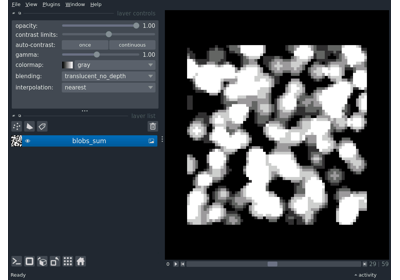 File View Plugins Window Help
layer controls
opacity: 1.00
contrast limits:
auto-contrast: once continuous
gamma: 1.00
colormap: gray
blending: translucent_no_depth
interpolation: nearest
layer list
blobs_sum
29 59
Ready
activity